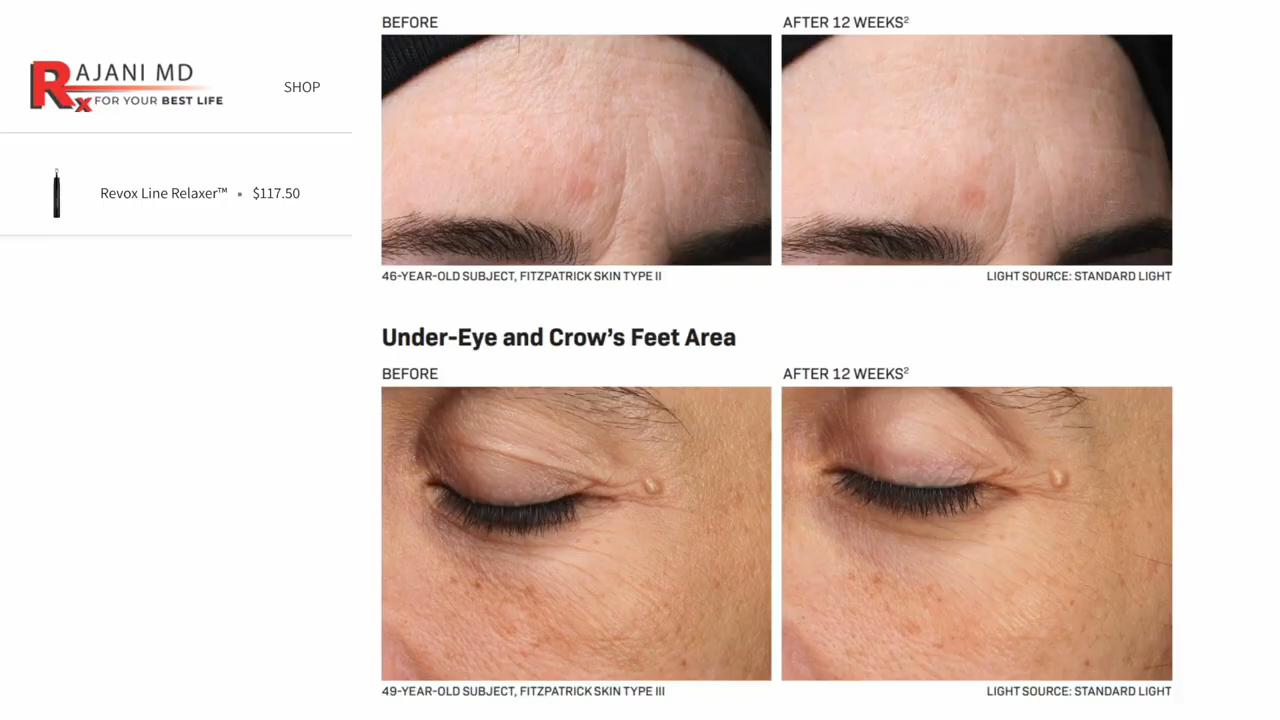 RxAJANI MD
FOR YOUR BEST LIFE
SHOP
Revox Line Relaxer™ • $117.50
BEFORE
AFTER 12 WEEKS²
46-YEAR-OLD SUBJECT, FITZPATRICK SKIN TYPE II
LIGHT SOURCE: STANDARD LIGHT
Under-Eye and Crow's Feet Area
BEFORE
AFTER 12 WEEKS²
49-YEAR-OLD SUBJECT, FITZPATRICK SKIN TYPE III
LIGHT SOURCE: STANDARD LIGHT